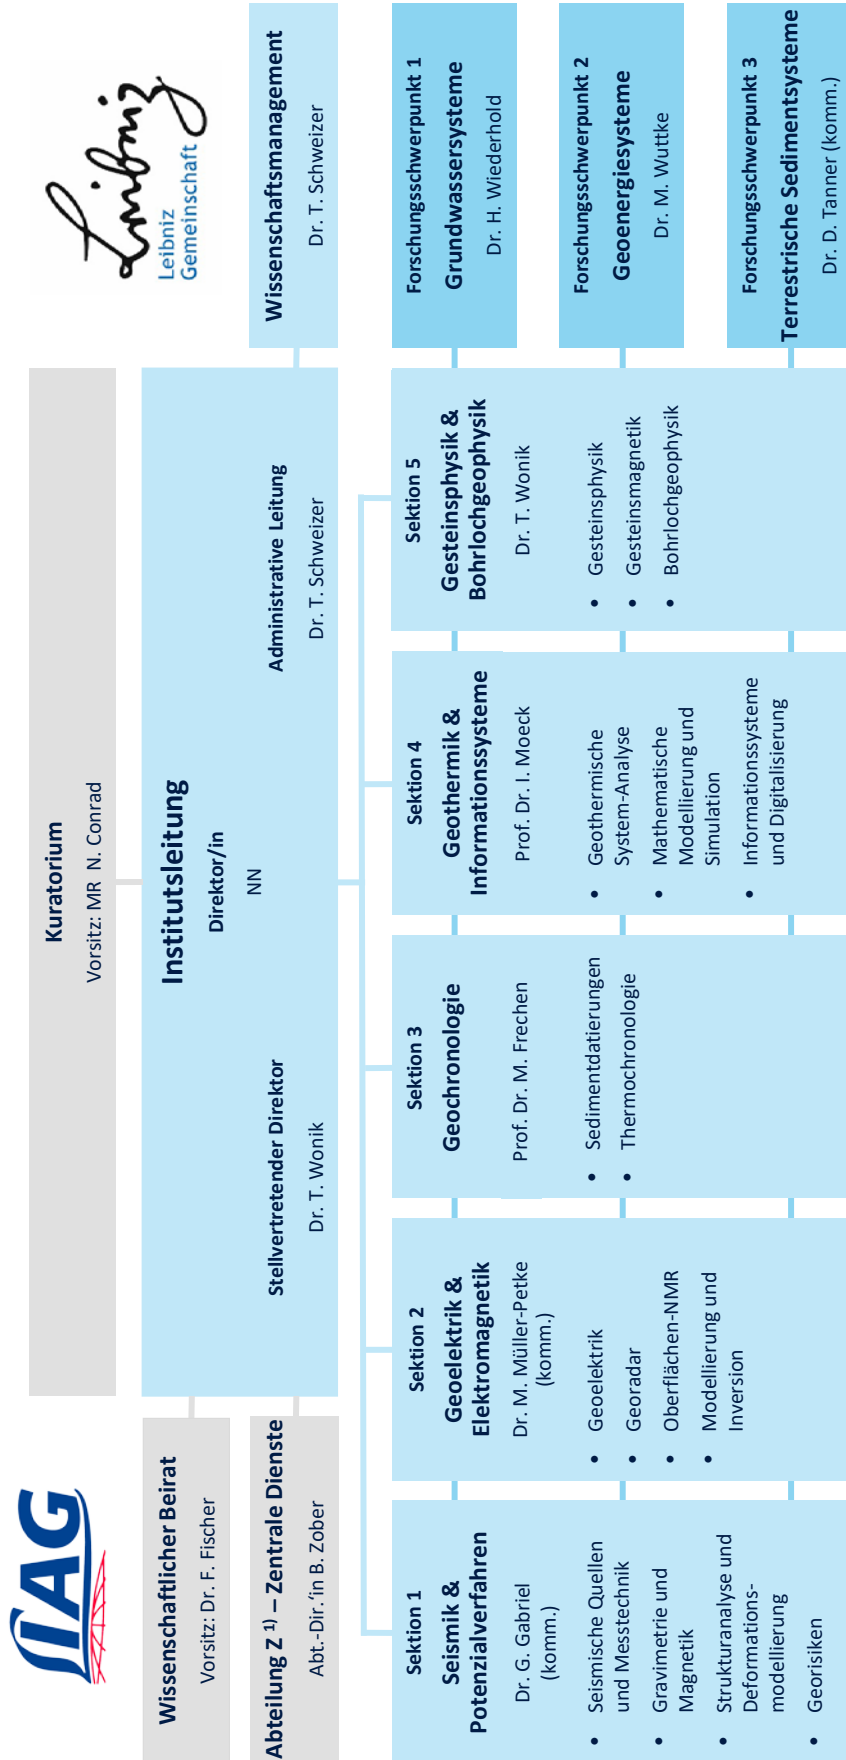 LIAG
Leibniz
Leibniz
Gemeinschaft
Kuratorium
Vorsitz: MR N. Conrad
Wissenschaftlicher Beirat
Vorsitz: Dr. F. Fischer
Abteilung Z 1) – Zentrale Dienste
Abt.-Dir.‘in B. Zober
Institutsleitung
Direktor/in
NN
Stellvertretender Direktor
Dr. T. Wonik
Administrative Leitung
Dr. T. Schweizer
Wissenschaftsmanagement
Dr. T. Schweizer
Sektion 1
Seismik &
Potenzialverfahren
Dr. G. Gabriel
(komm.)
• Seismische Quellen
und Messtechnik
• Gravimetrie und
Magnetik
• Strukturanalyse und
Deformations-
modellierung
• Georisiken
Sektion 2
Geoelektrik &
Elektromagnetik
Dr. M. Müller-Petke
(komm.)
• Geoelektrik
• Georadar
• Oberflächen-NMR
• Modellierung und
Inversion
Sektion 3
Geochronologie
Prof. Dr. M. Frechen
• Sedimentdatierungen
• Thermochronologie
Sektion 4
Geothermik &
Informationssysteme
Prof. Dr. I. Moeck
• Geothermische
System-Analyse
• Mathematische
Modellierung und
Simulation
• Informationssysteme
und Digitalisierung
Sektion 5
Gesteinsphysik &
Bohrlochgeophysik
Dr. T. Wonik
• Gesteinsphysik
• Gesteinsmagnetik
• Bohrlochgeophysik
Forschungsschwerpunkt 1
Grundwassersysteme
Dr. H. Wiederhold
Forschungsschwerpunkt 2
Geoenergiesysteme
Dr. M. Wuttke
Forschungsschwerpunkt 3
Terrestrische Sedimentsysteme
Dr. D. Tanner (komm.)